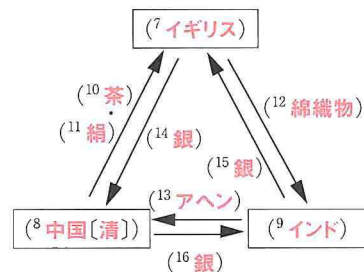 (7 イギリス)
(10 茶)
(11 絹)
(12 綿織物)
(14 銀)
(15 銀)
(13 アヘン)
(8 中国〔清〕)
(9 インド)
(16 銀)